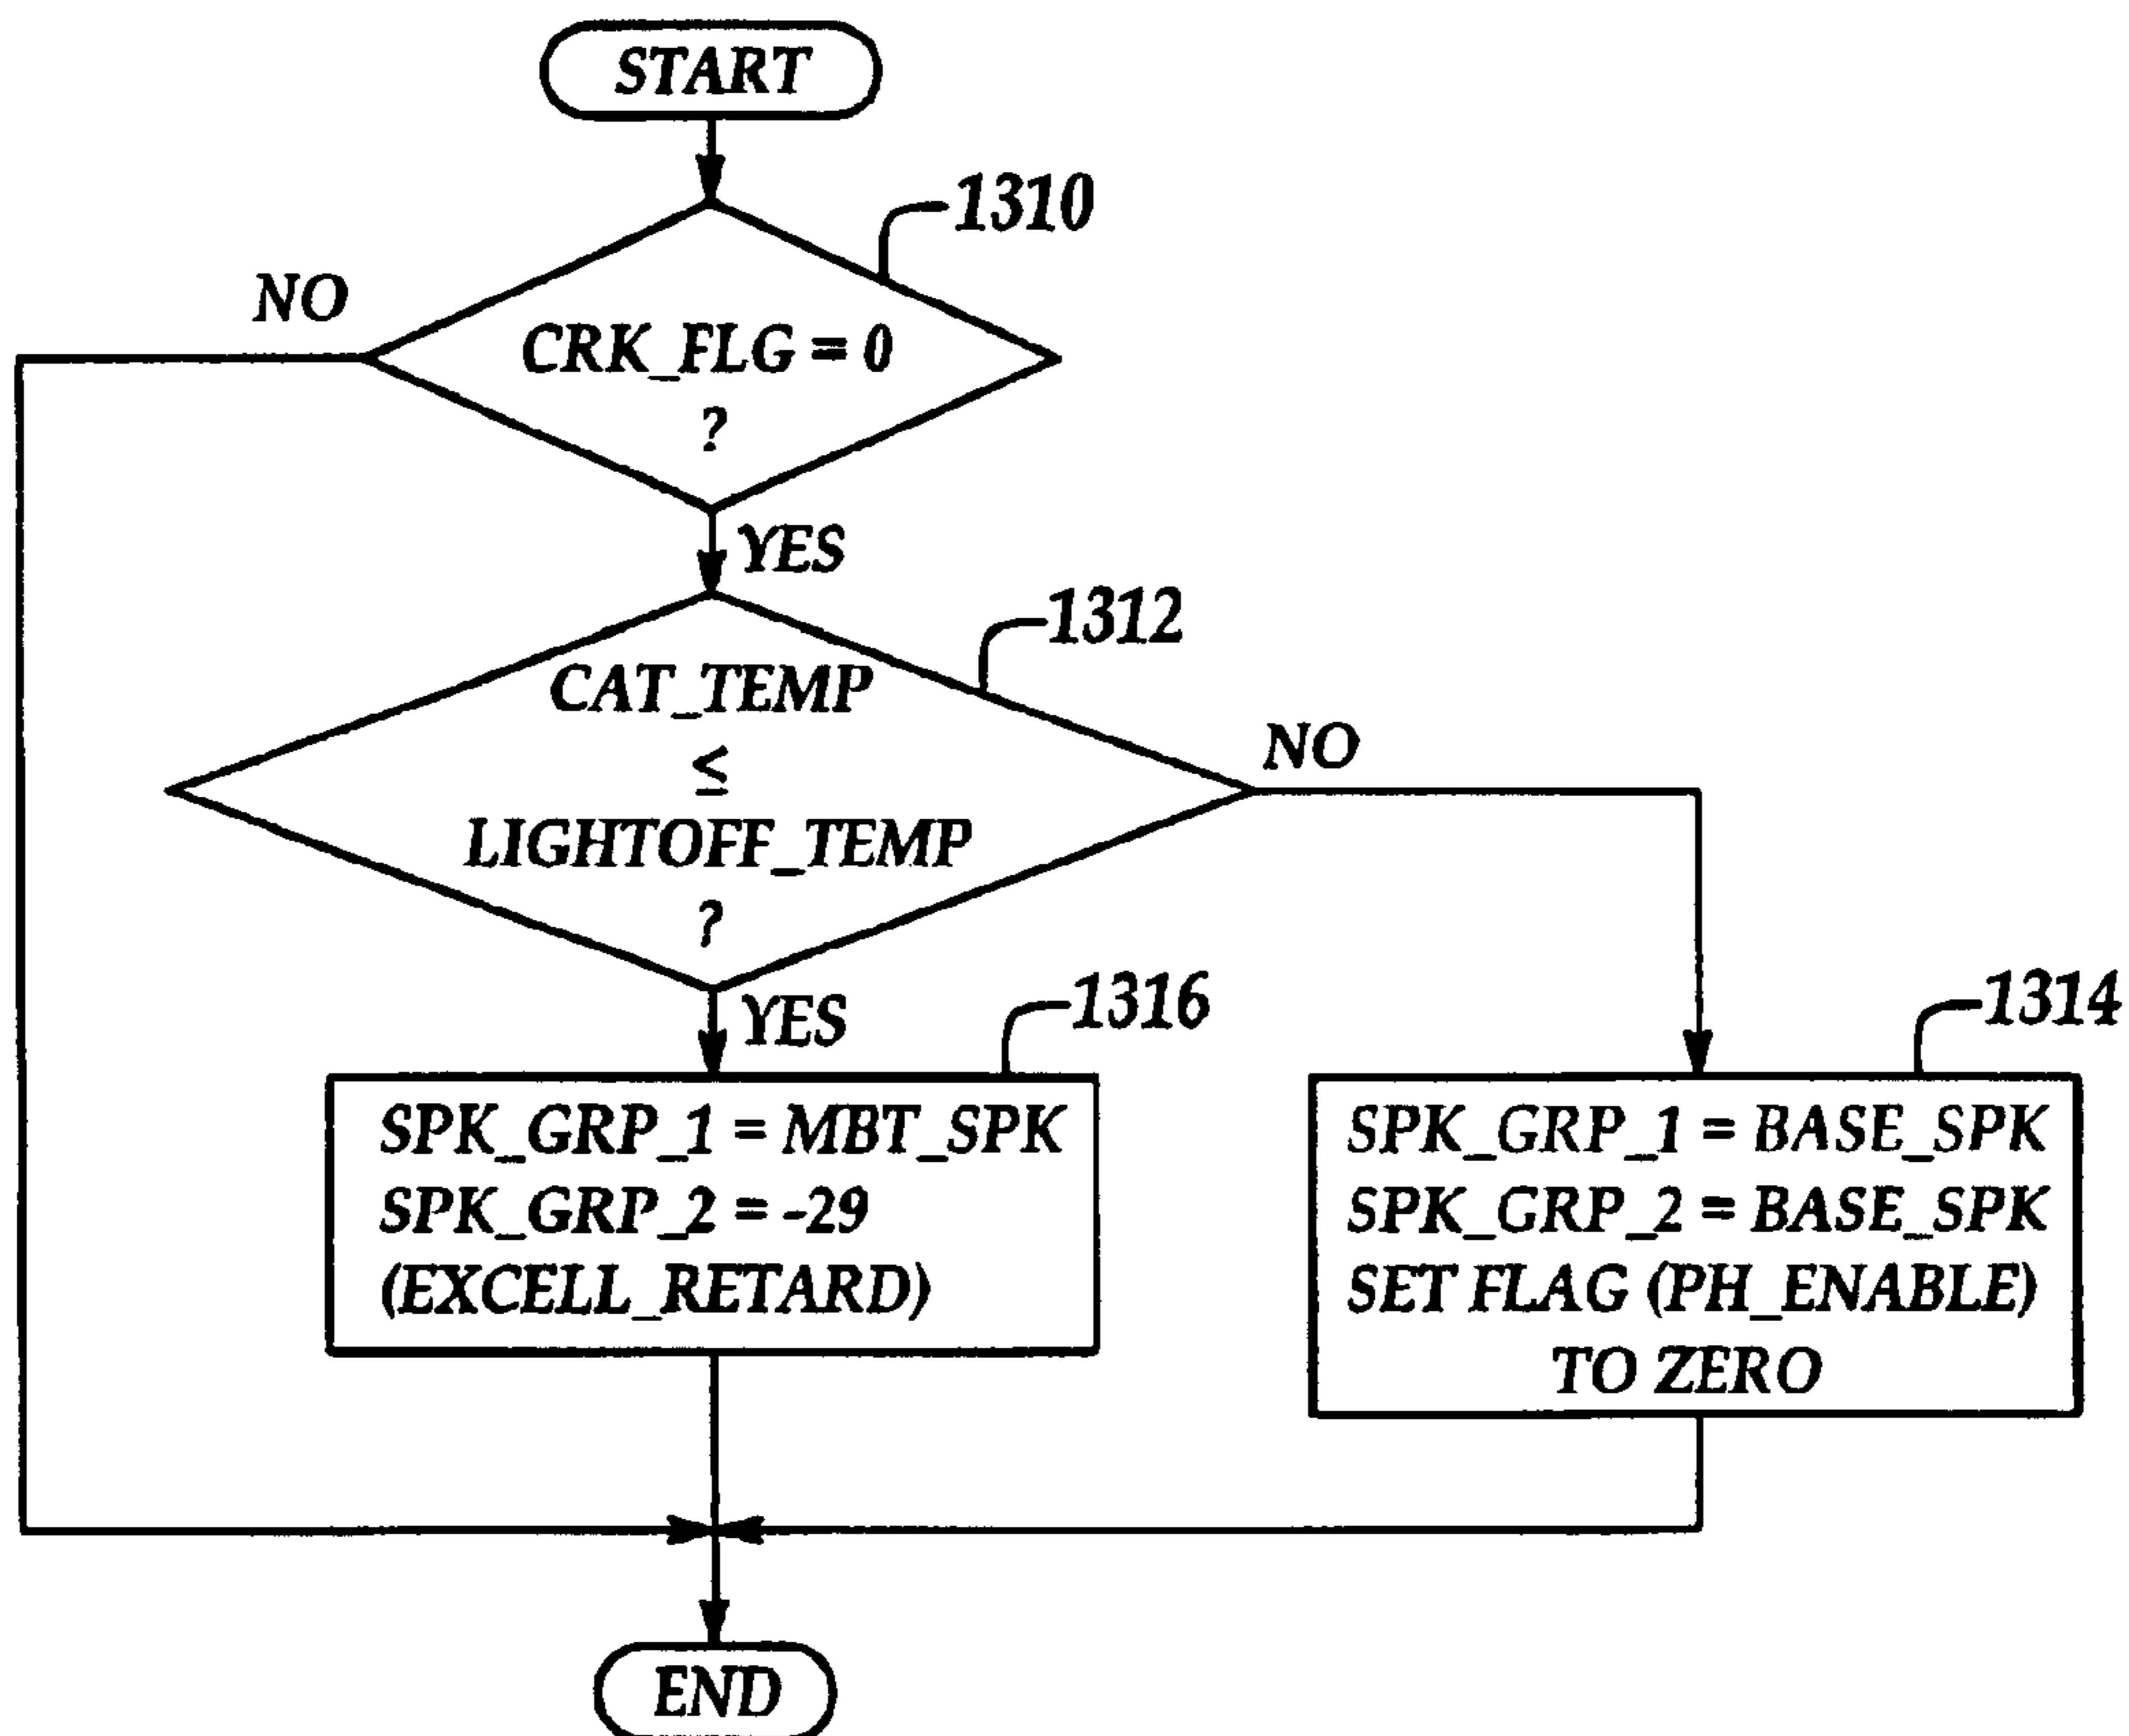 START
1310
NO
CRK_FLG = 0
?
YES
1312
CAT_TEMP
≤
LIGHTOFF_TEMP
?
NO
YES
1316
1314
SPK_GRP_1 = MBT_SPK
SPK_GRP_2 = -29
(EXCELL_RETARD)
SPK_GRP_1 = BASE_SPK
SPK_GRP_2 = BASE_SPK
SET FLAG (PH_ENABLE)
TO ZERO
END